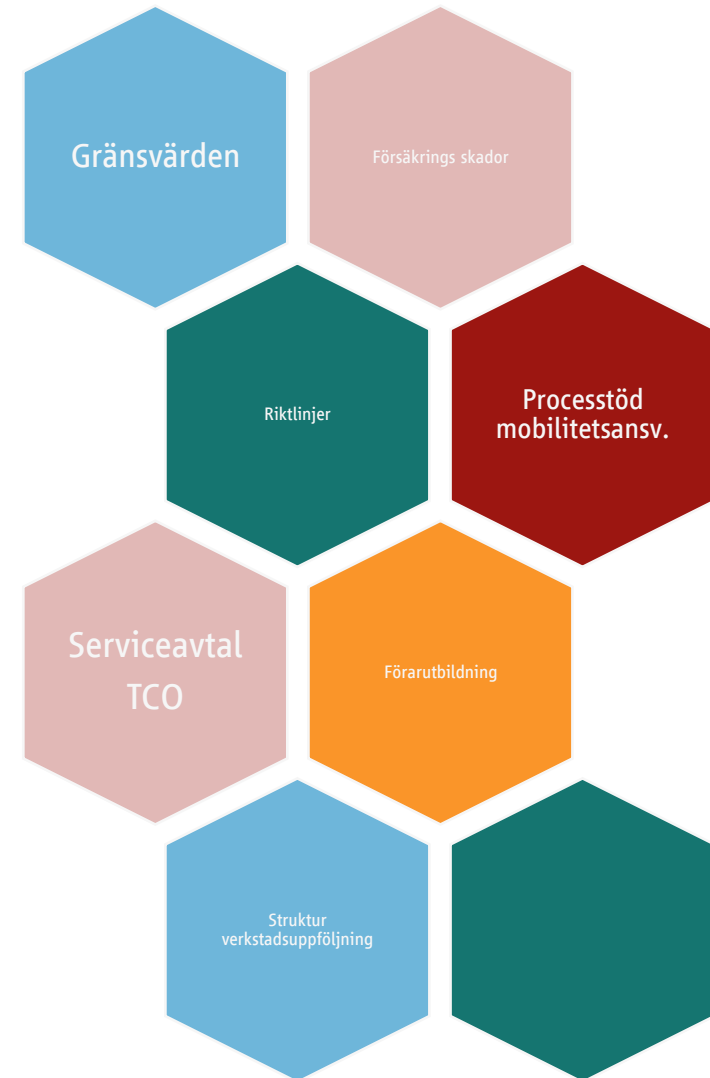 Gränsvärden
Försäkrings skador
Riktlinjer
Processtöd
mobilitetsansv.
Serviceavtal
TCO
Förarutbildning
Struktur
verkstadsuppföljning